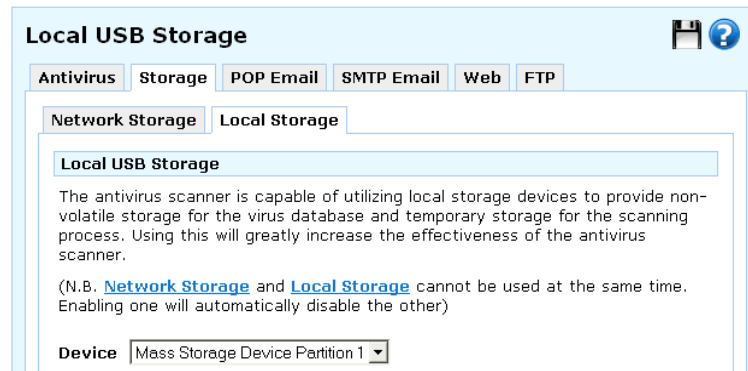 Local USB Storage
Antivirus Storage POP Email SMTP Email Web FTP
Network Storage Local Storage
Local USB Storage
The antivirus scanner is capable of utilizing local storage devices to provide non-
volatile storage for the virus database and temporary storage for the scanning
process. Using this will greatly increase the effectiveness of the antivirus
scanner.
(N.B. Network Storage and Local Storage cannot be used at the same time.
Enabling one will automatically disable the other)
Device Mass Storage Device Partition 1